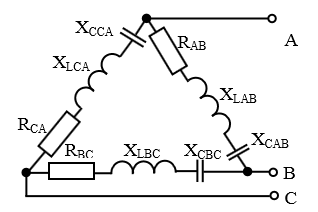 X_CCA
R_AB
A
X_LCA
X_LAB
R_CA
X_CAB
R_BC
X_LBC
X_CBC
B
C